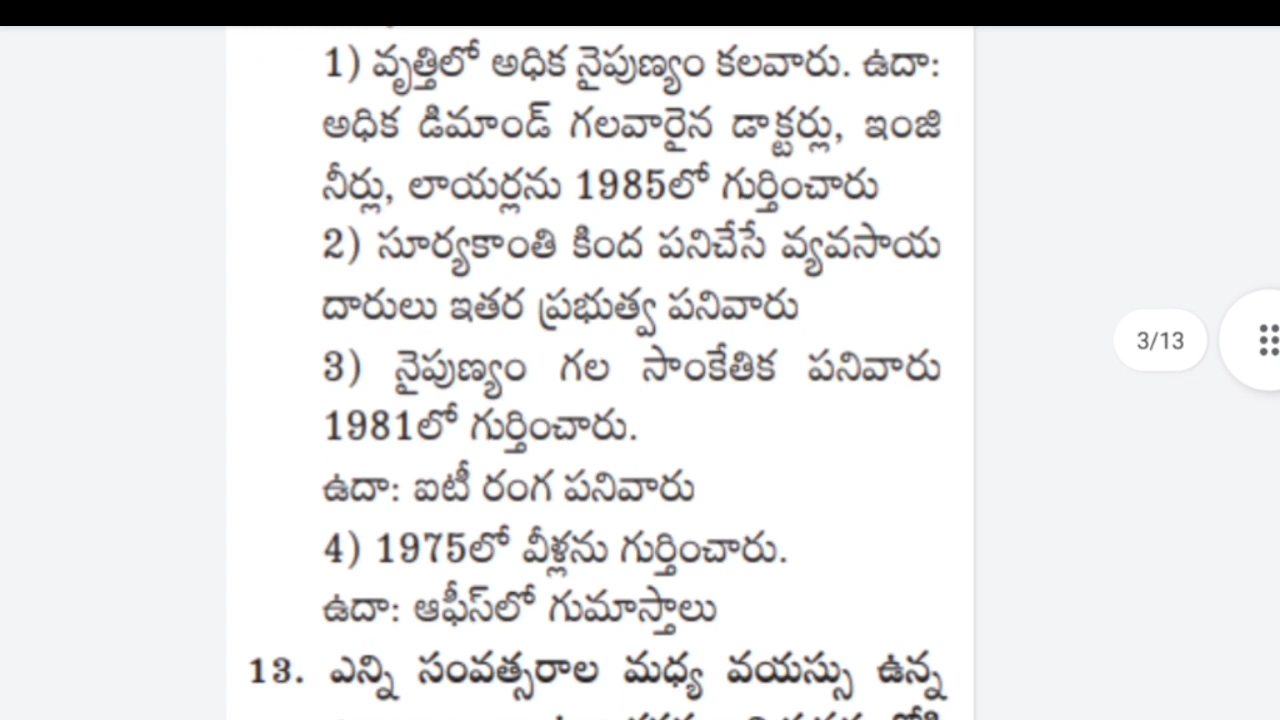 1) వృత్తిలో అధిక నైపుణ్యం కలవారు. ఉదా:
అధిక డిమాండ్ గలవారైన డాక్టర్లు, ఇంజి
నీర్లు, లాయర్లను 1985లో గుర్తించారు
2) సూర్యకాంతి కింద పనిచేసే వ్యవసాయ
దారులు ఇతర ప్రభుత్వ పనివారు
3) నైపుణ్యం గల సాంకేతిక పనివారు
1981లో గుర్తించారు.
ఉదా: ఐటీ రంగ పనివారు
4) 1975లో వీళ్లను గుర్తించారు.
ఉదా: ఆఫీస్‌లో గుమాస్తాలు
13. ఎన్ని సంవత్సరాల మధ్య వయస్సు ఉన్న
3/13